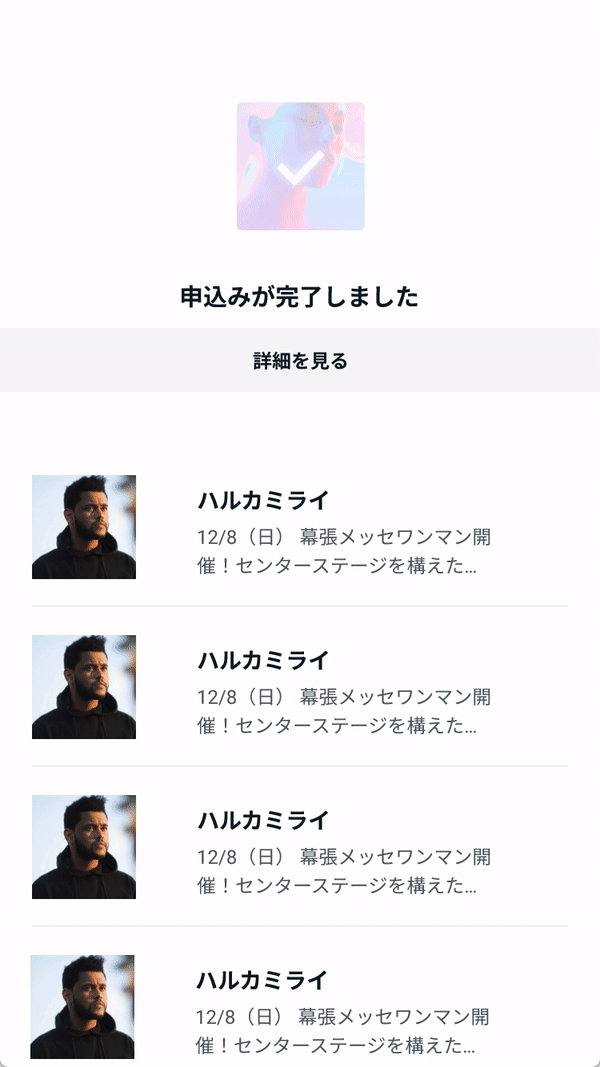 申込みが完了しました
詳細を見る
ハルカミライ
12/8（日） 幕張メッセワンマン開
催！センターステージを構えた...
ハルカミライ
12/8（日） 幕張メッセワンマン開
催！センターステージを構えた...
ハルカミライ
12/8（日） 幕張メッセワンマン開
催！センターステージを構えた...
ハルカミライ
12/8（日） 幕張メッセワンマン開
催！センターステージを構えた...